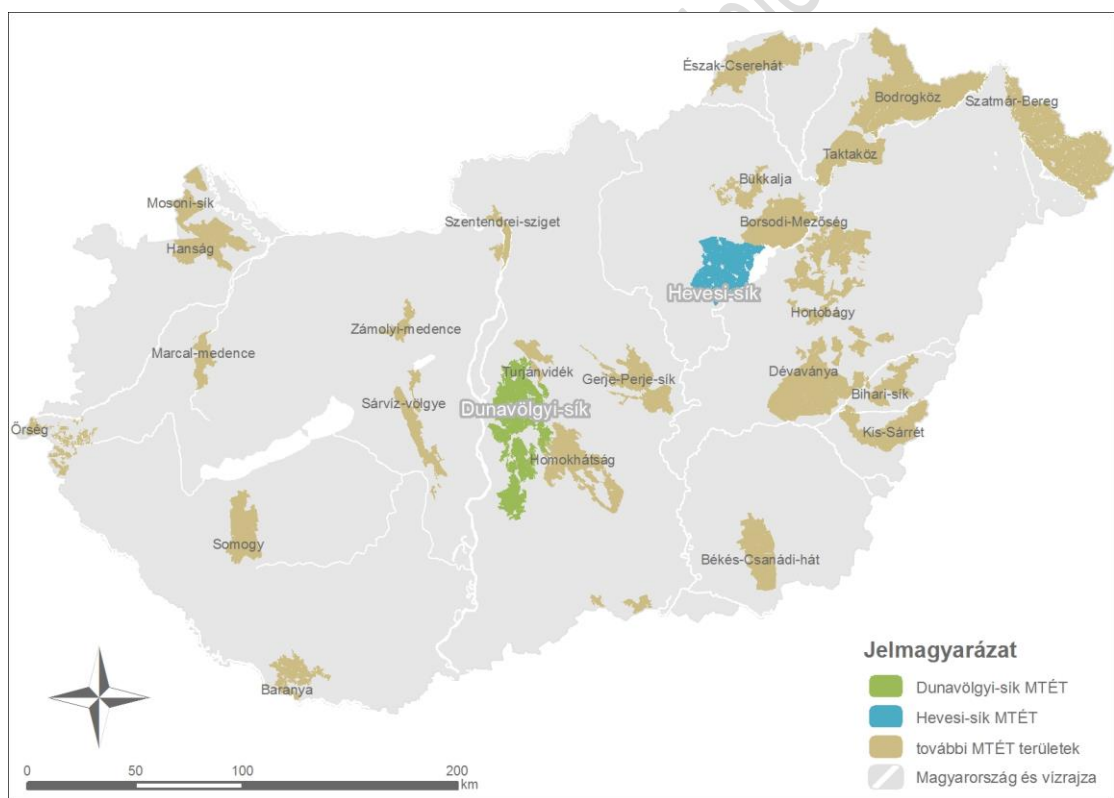 Észak-Cserehát
Bodrogköz
Szatmár-Bereg
Taktaköz
Bükkalja
Mosoni-sík
Szentendrei-sziget
Borsodi-Mezőség
Hanság
Hevesi-sík
Hortobágy
Zámolyi-medence
Marcal-medence
Turjánvidék
Gerje-Perje-sík
Dévaványa
Bihari-sík
Sárvíz-völgye
Dunavölgyi-sík
Őrség
Kis-Sárrét
Homokhátság
Somogy
Békés-Csanádi-hát
Baranya
Jelmagyarázat
Dunavölgyi-sík MTÉT
Hevesi-sík MTÉT
további MTÉT területek
Magyarország és vízrajza
0 50 100 200
km